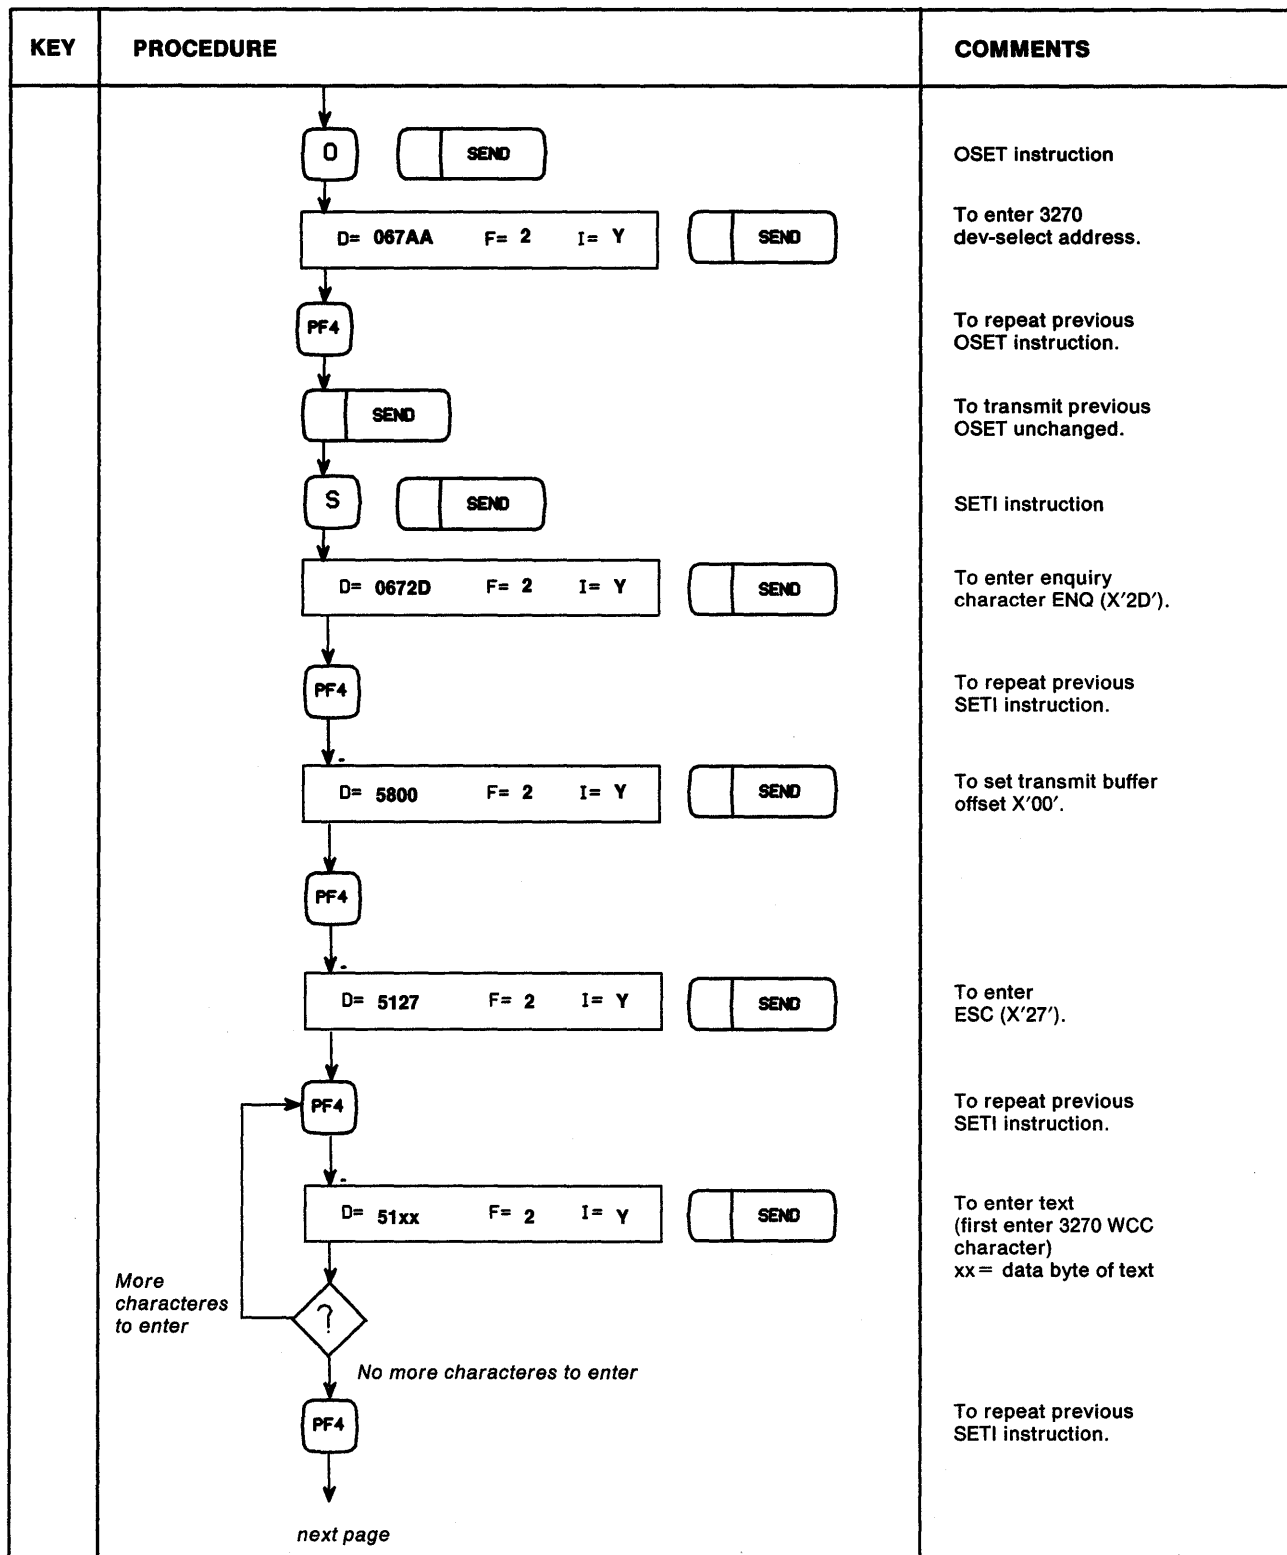 KEY PROCEDURE COMMENTS
O SEND OSET instruction
D= 067AA F= 2 I= Y SEND To enter 3270
dev-select address.
PF4 To repeat previous
OSET instruction.
SEND To transmit previous
OSET unchanged.
S SEND SETI instruction
D= 0672D F= 2 I= Y SEND To enter enquiry
character ENQ (X'2D').
PF4 To repeat previous
SETI instruction.
D= 5800 F= 2 I= Y SEND To set transmit buffer
offset X'00'.
PF4
D= 5127 F= 2 I= Y SEND To enter
ESC (X'27').
PF4 To repeat previous
SETI instruction.
D= 51xx F= 2 I= Y SEND To enter text
(first enter 3270 WCC
character)
xx= data byte of text
More
characteres
to enter
?
No more characteres to enter
PF4 To repeat previous
SETI instruction.
next page